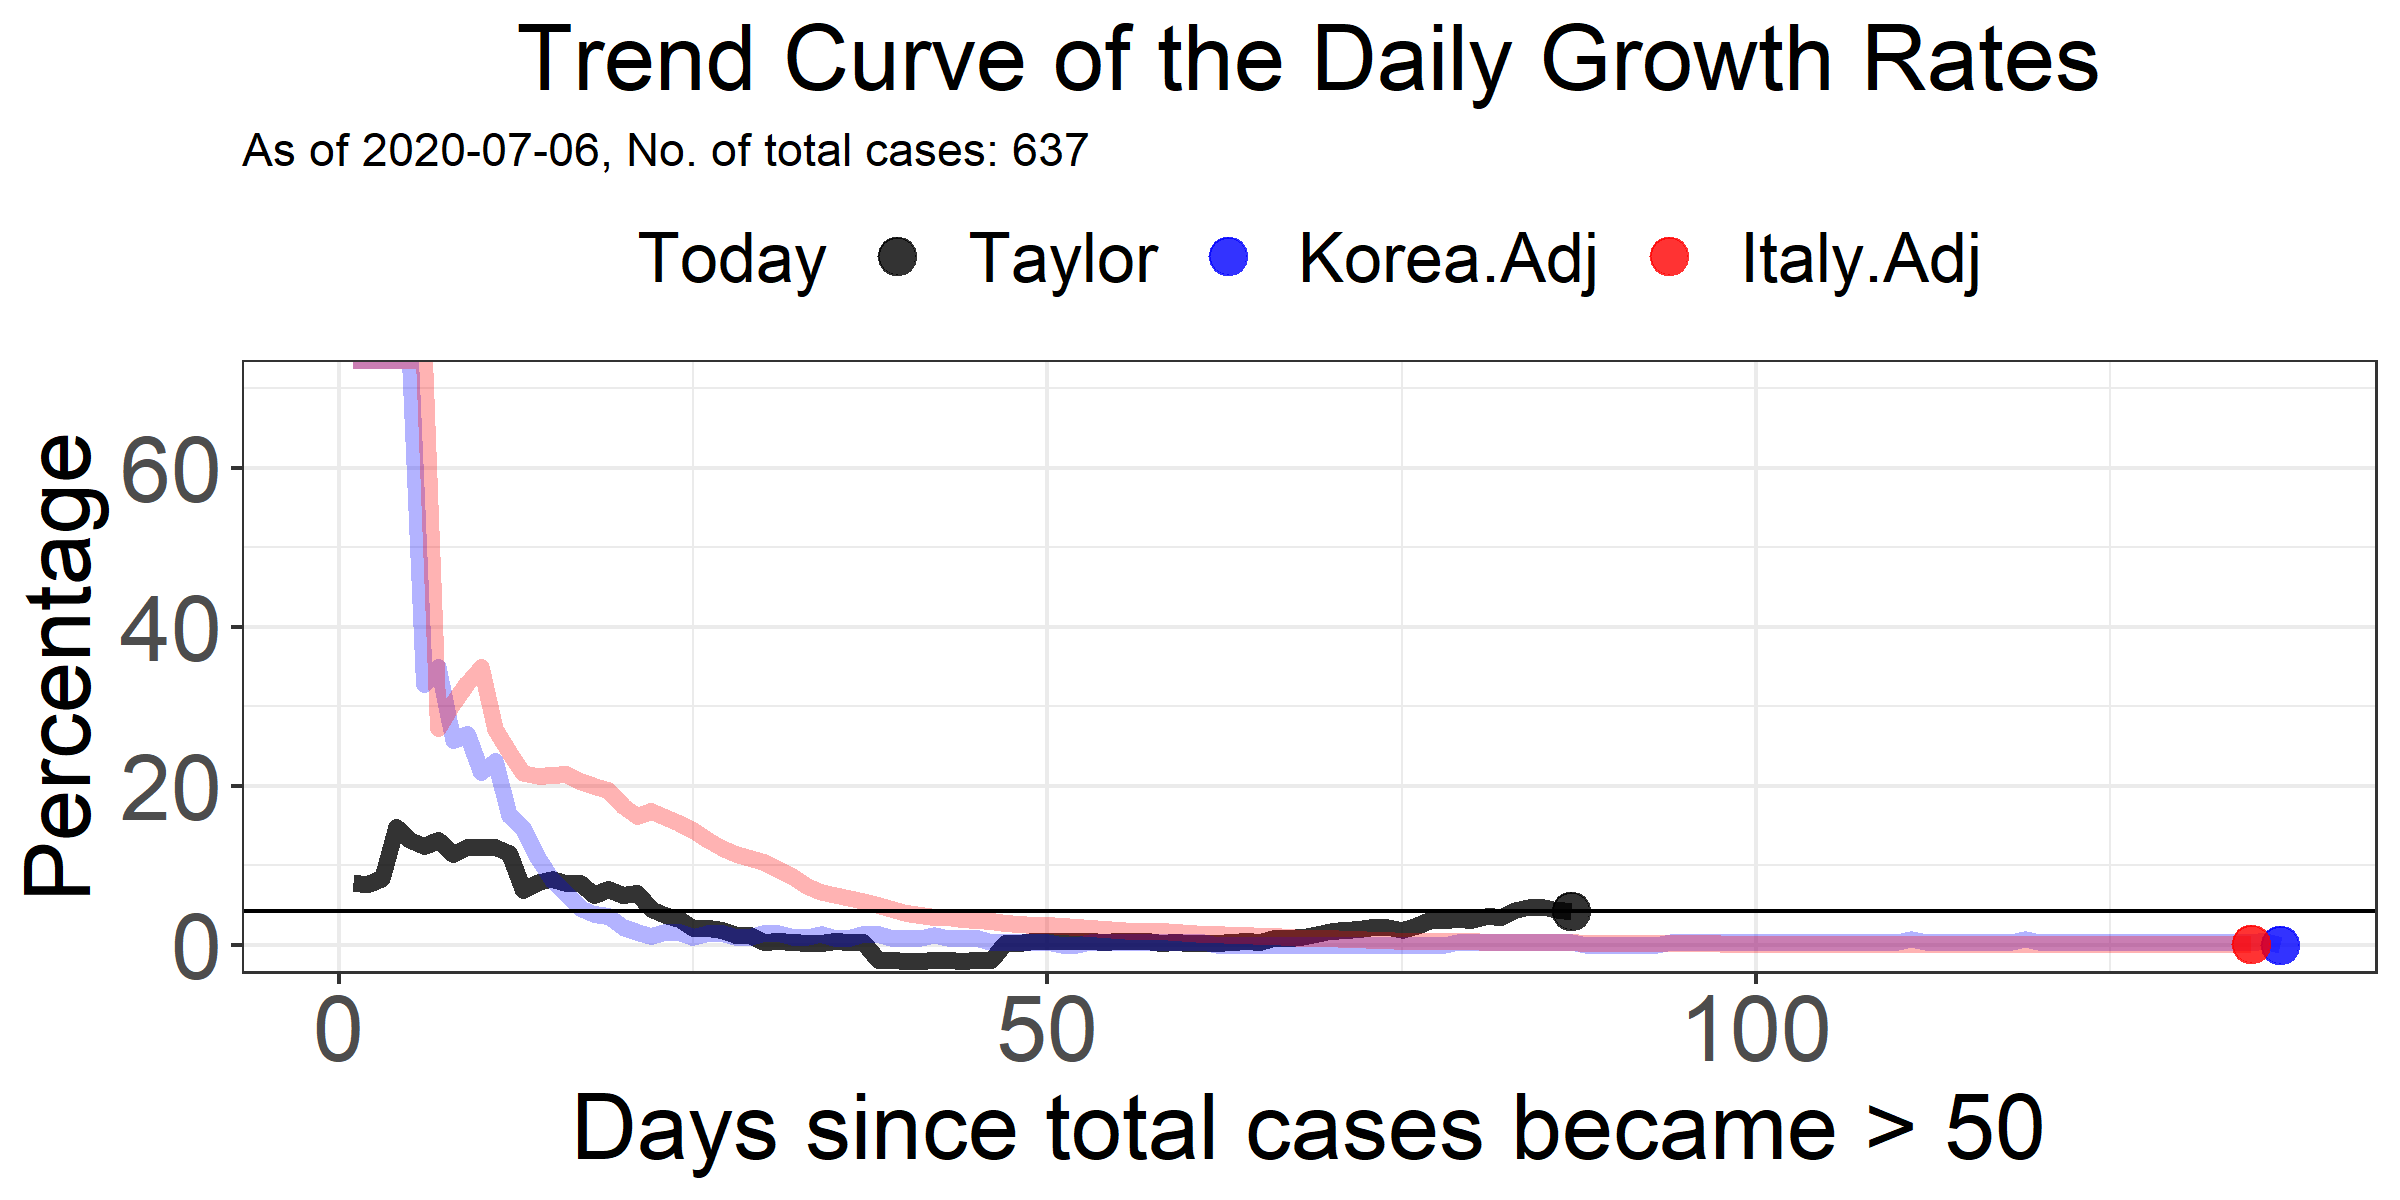 Trend Curve of the Daily Growth Rates
As of 2020-07-06, No. of total cases: 637
Today Taylor Korea.Adj Italy.Adj
Percentage
60
40
20
0
0 50 100
Days since total cases became > 50